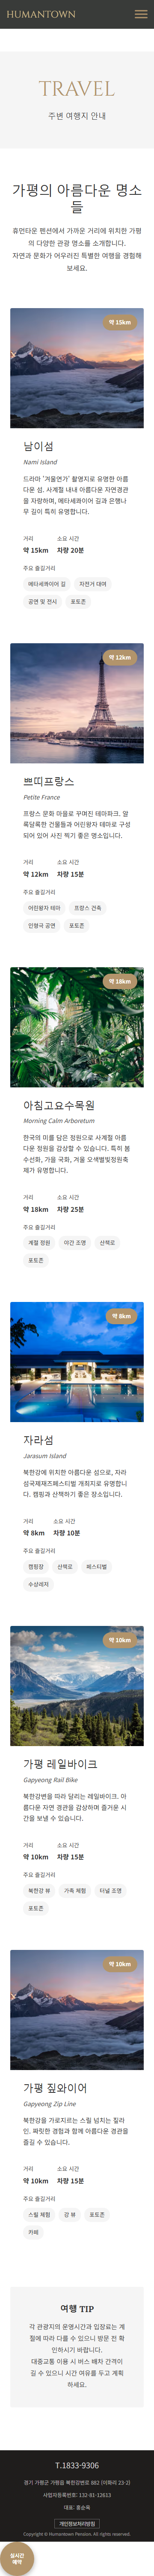 HUMANTOWN
TRAVEL
주변 여행지 안내
가평의 아름다운 명소
들
휴먼타운 펜션에서 가까운 거리에 위치한 가평
의 다양한 관광 명소를 소개합니다.
자연과 문화가 어우러진 특별한 여행을 경험해
보세요.
약 15km
남이섬
Nami Island
드라마 '겨울연가' 촬영지로 유명한 아름
다운 섬. 사계절 내내 아름다운 자연경관
을 자랑하며, 메타세콰이어 길과 은행나
무 길이 특히 유명합니다.
거리 소요 시간
약 15km 차량 20분
주요 즐길거리
메타세콰이어 길 자전거 대여
공연 및 전시 포토존
약 12km
쁘띠프랑스
Petite France
프랑스 문화 마을로 꾸며진 테마파크. 알
록달록한 건물들과 어린왕자 테마로 구성
되어 있어 사진 찍기 좋은 명소입니다.
거리 소요 시간
약 12km 차량 15분
주요 즐길거리
어린왕자 테마 프랑스 건축
인형극 공연 포토존
약 18km
아침고요수목원
Morning Calm Arboretum
한국의 미를 담은 정원으로 사계절 아름
다운 정원을 감상할 수 있습니다. 특히 봄
수선화, 가을 국화, 겨울 오색별빛정원축
제가 유명합니다.
거리 소요 시간
약 18km 차량 25분
주요 즐길거리
계절 정원 야간 조명 산책로
포토존
약 8km
자라섬
Jarasum Island
북한강에 위치한 아름다운 섬으로, 자라
섬국제재즈페스티벌 개최지로 유명합니
다. 캠핑과 산책하기 좋은 장소입니다.
거리 소요 시간
약 8km 차량 10분
주요 즐길거리
캠핑장 산책로 페스티벌
수상레저
약 10km
가평 레일바이크
Gapyeong Rail Bike
북한강변을 따라 달리는 레일바이크. 아
름다운 자연 경관을 감상하며 즐거운 시
간을 보낼 수 있습니다.
거리 소요 시간
약 10km 차량 15분
주요 즐길거리
북한강 뷰 가족 체험 터널 조명
포토존
약 10km
가평 짚와이어
Gapyeong Zip Line
북한강을 가로지르는 스릴 넘치는 짚라
인. 짜릿한 경험과 함께 아름다운 경관을
즐길 수 있습니다.
거리 소요 시간
약 10km 차량 15분
주요 즐길거리
스릴 체험 강 뷰 포토존
카페
여행 TIP
각 관광지의 운영시간과 입장료는 계
절에 따라 다를 수 있으니 방문 전 확
인하시기 바랍니다.
대중교통 이용 시 버스 배차 간격이
길 수 있으니 시간 여유를 두고 계획
하세요.
T.1833-9306
경기 가평군 가평읍 북한강변로 882 (이화리 23-2)
사업자등록번호: 132-81-12613
대표: 홍순옥
개인정보처리방침
Copyright © Humantown Pension. All rights reserved.
실시간
예약